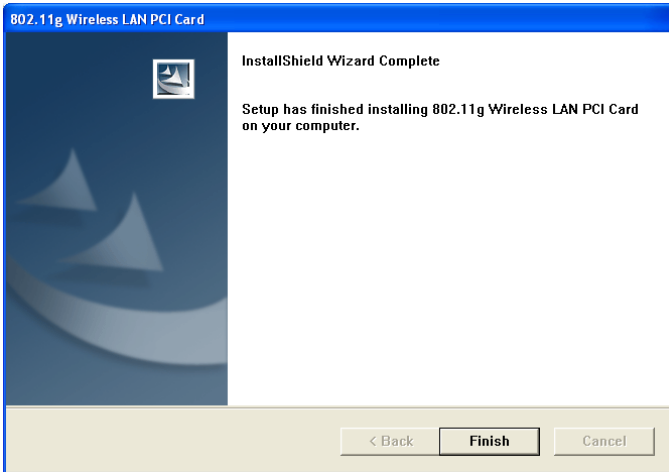 802.11g Wireless LAN PCI Card
InstallShield Wizard Complete
Setup has finished installing 802.11g Wireless LAN PCI Card
on your computer.
< Back
Finish
Cancel